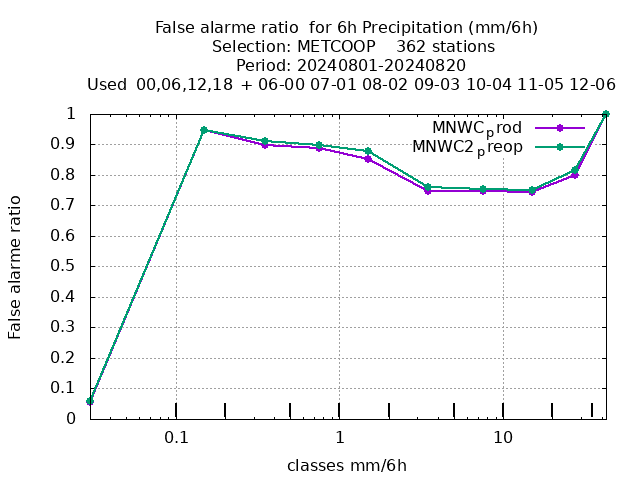 False alarme ratio  for 6h Precipitation (mm/6h)
Selection: METCOOP    362 stations
Period: 20240801-20240820
Used  00,06,12,18  + 06-00 07-01 08-02 09-03 10-04 11-05 12-06
MNWCprod
MNWC2preop
1
0.9
0.8
0.7
0.6
0.5
0.4
0.3
0.2
0.1
0
False alarme ratio
0.1
1
10
classes mm/6h